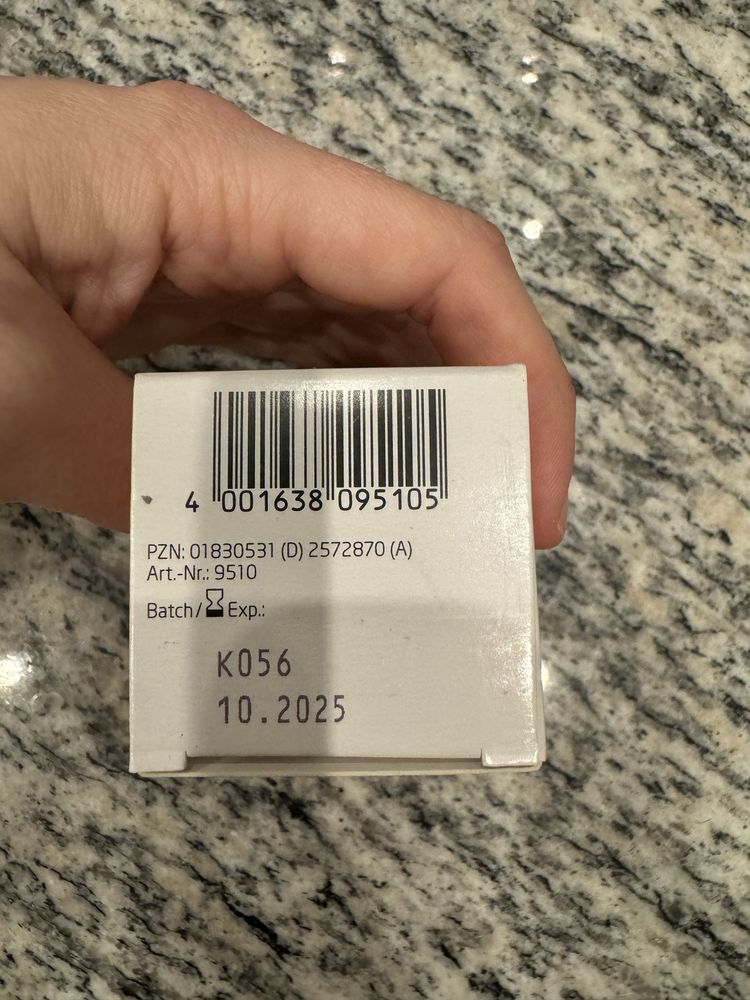 4 001638 095105
PZN: 01830531 (D) 2572870 (A)
Art.-Nr.: 9510
Batch/ Exp.:
K056
10.2025